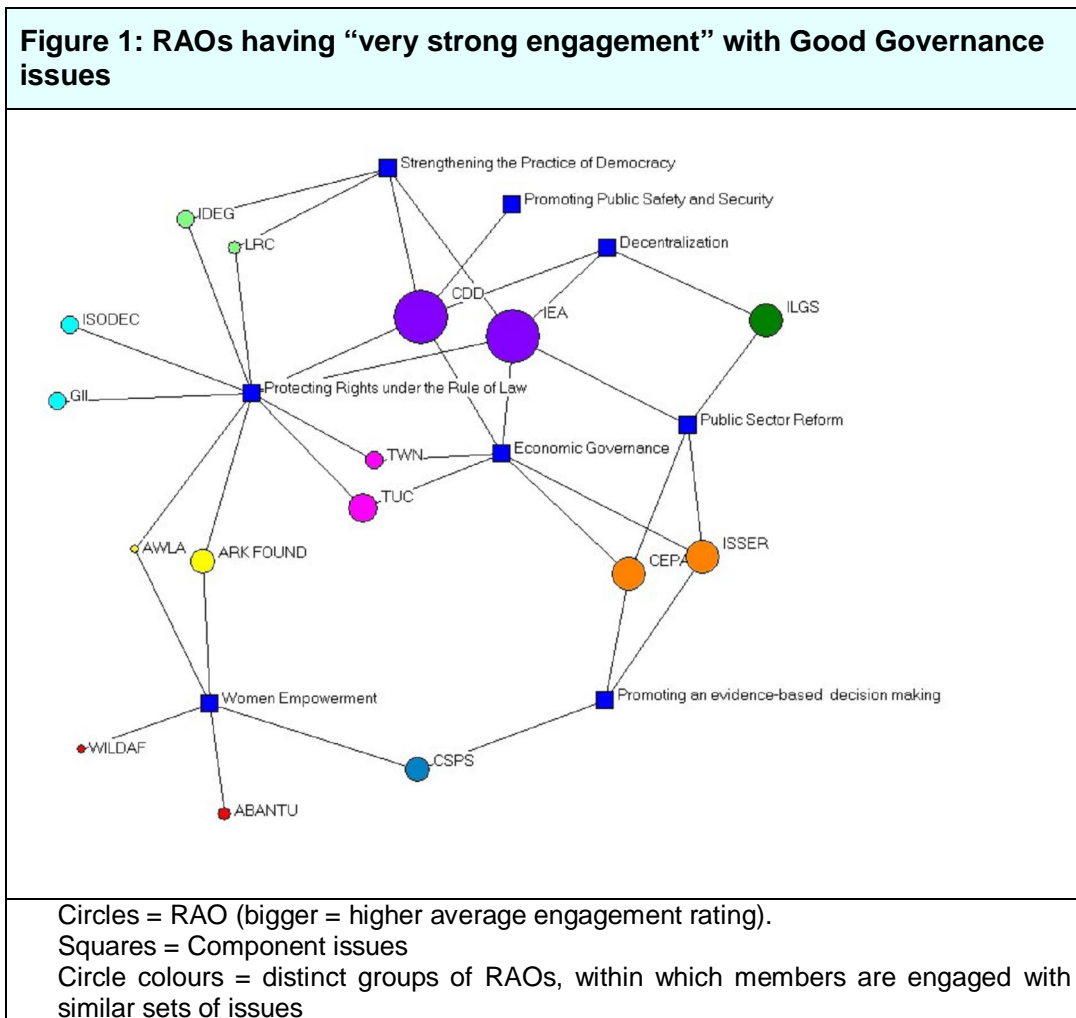 Figure 1: RAOs having “very strong engagement” with Good Governance
issues
Strengthening the Practice of Democracy
Promoting Public Safety and Security
IDEG
LRC
Decentralization
CDD
IEA
ILGS
ISODEC
GII
Protecting Rights under the Rule of Law
Public Sector Reform
Economic Governance
TWN
TUC
AWLA
ARK FOUND
CEPA
ISSER
Women Empowerment
Promoting an evidence-based decision making
WILDAF
CSPS
ABANTU
Circles = RAO (bigger = higher average engagement rating).
Squares = Component issues
Circle colours = distinct groups of RAOs, within which members are engaged with
similar sets of issues